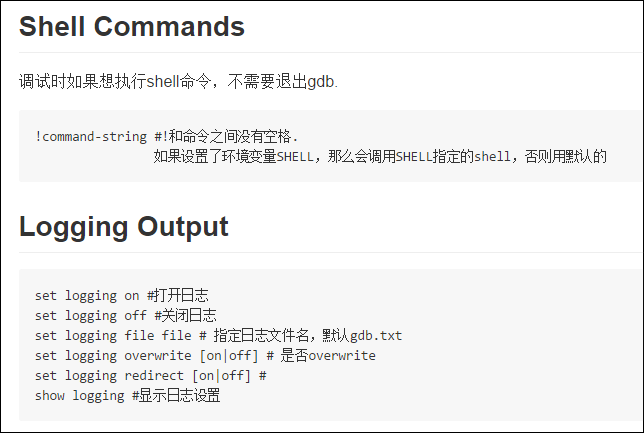 Shell Commands
调试时如果想执行shell命令，不需要退出gdb.
!command-string #!和命令之间没有空格.
如果设置了环境变量SHELL，那么会调用SHELL指定的shell，否则用默认的
Logging Output
set logging on #打开日志
set logging off #关闭日志
set logging file file # 指定日志文件名，默认gdb.txt
set logging overwrite [on|off] # 是否overwrite
set logging redirect [on|off] #
show logging #显示日志设置